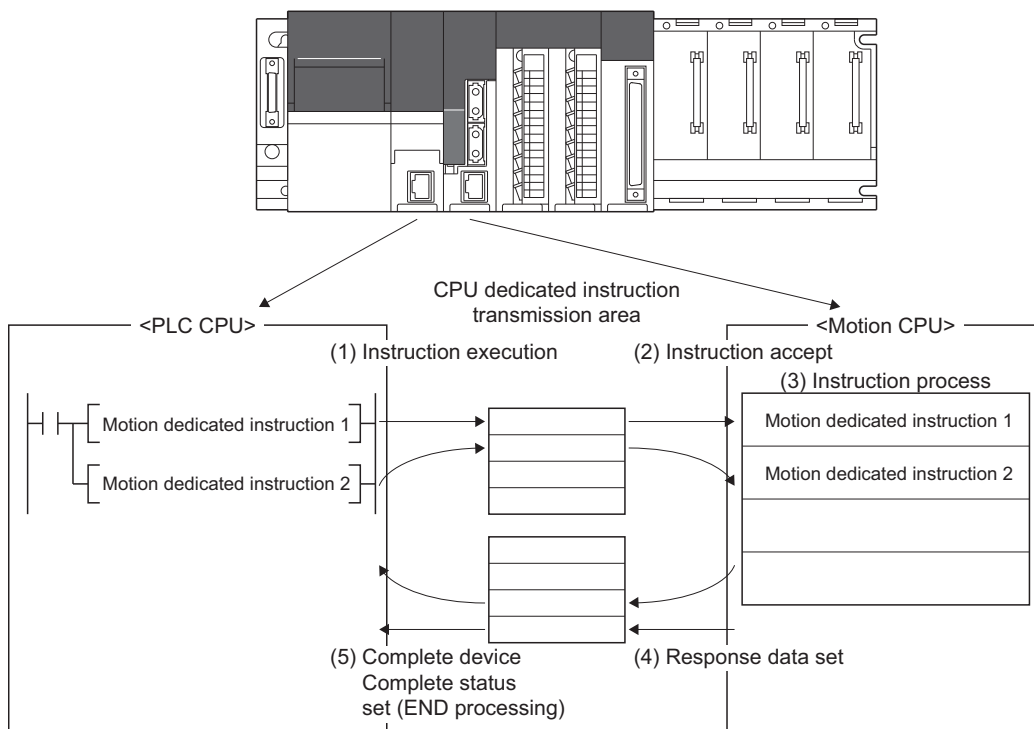 CPU dedicated instruction
transmission area
<PLC CPU>
<Motion CPU>
(1) Instruction execution
(2) Instruction accept
(3) Instruction process
Motion dedicated instruction 1
Motion dedicated instruction 2
Motion dedicated instruction 1
Motion dedicated instruction 2
(5) Complete device
Complete status
set (END processing)
(4) Response data set